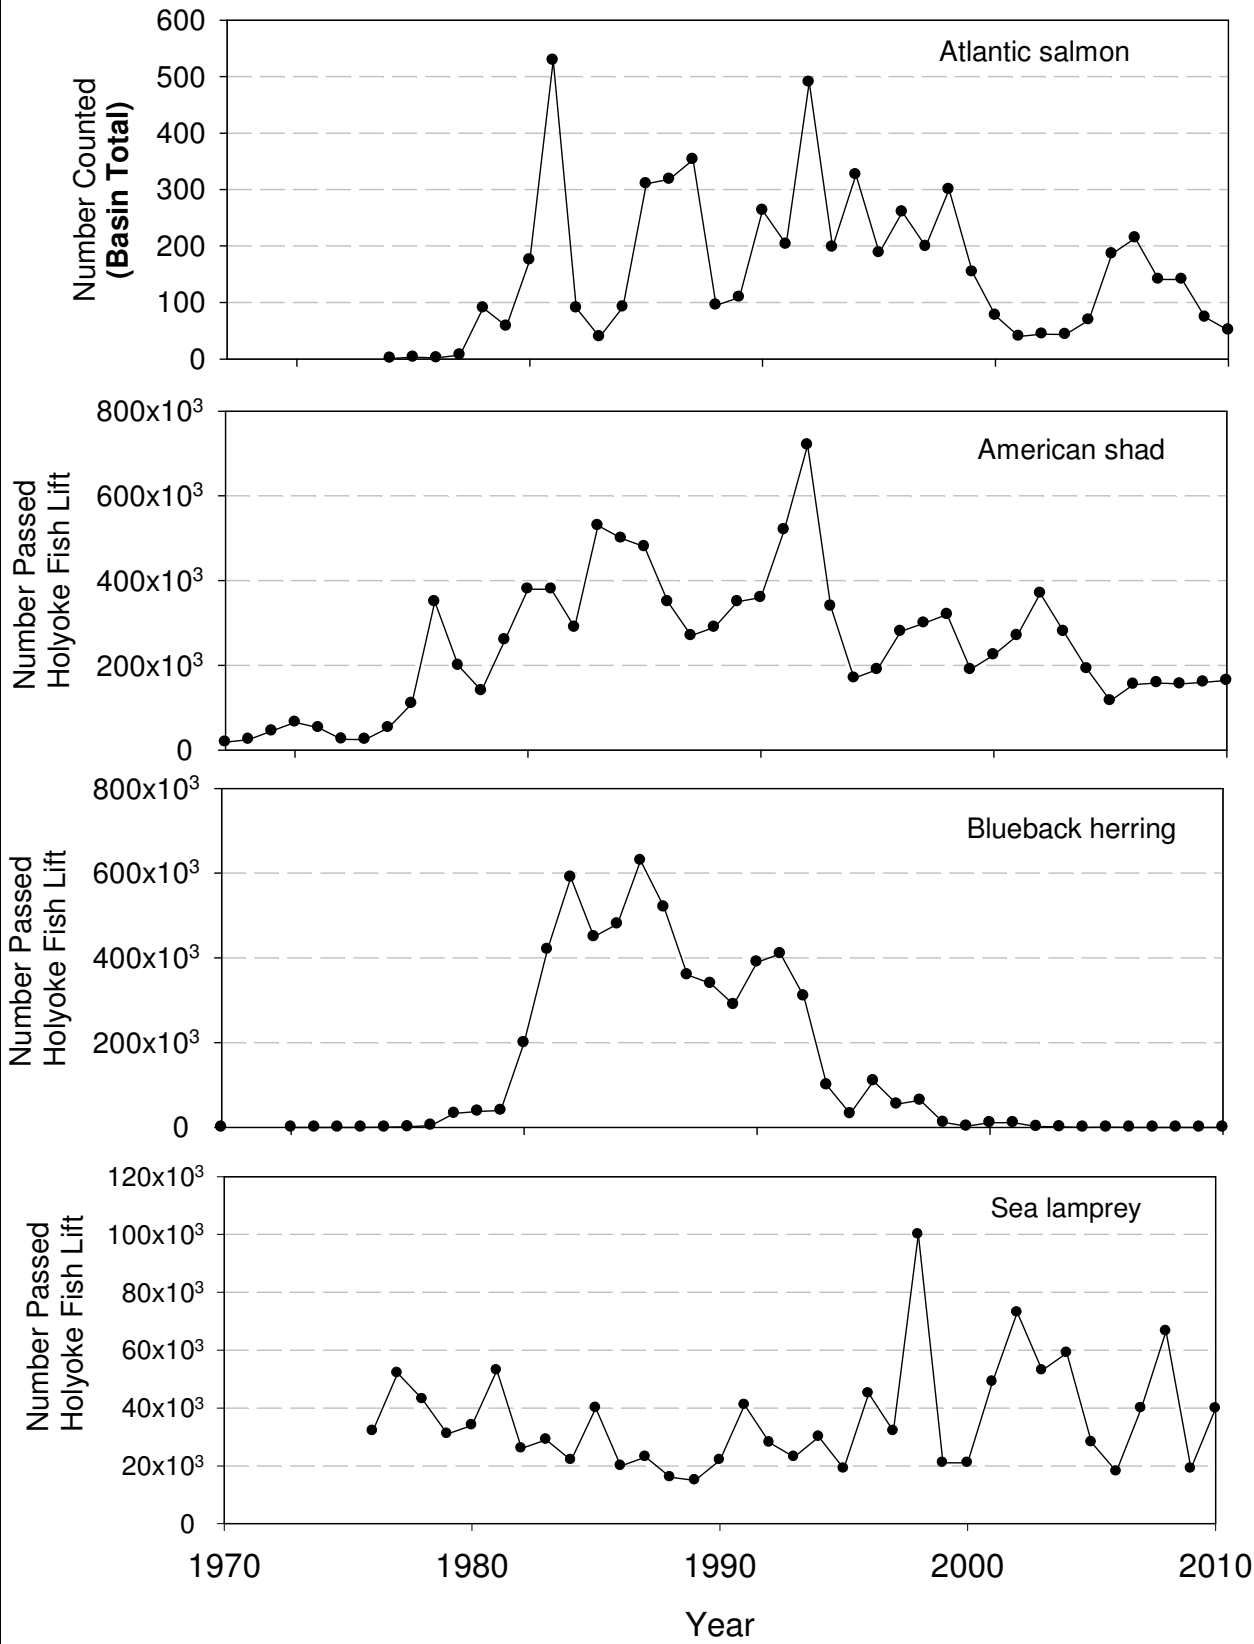 600
Atlantic salmon
500
400
300
200
100
0
Number Counted
(Basin Total)
800x10³
American shad
600x10³
400x10³
200x10³
0
Number Passed
Holyoke Fish Lift
800x10³
Blueback herring
600x10³
400x10³
200x10³
0
Number Passed
Holyoke Fish Lift
120x10³
Sea lamprey
100x10³
80x10³
60x10³
40x10³
20x10³
0
Number Passed
Holyoke Fish Lift
1970 1980 1990 2000 2010
Year